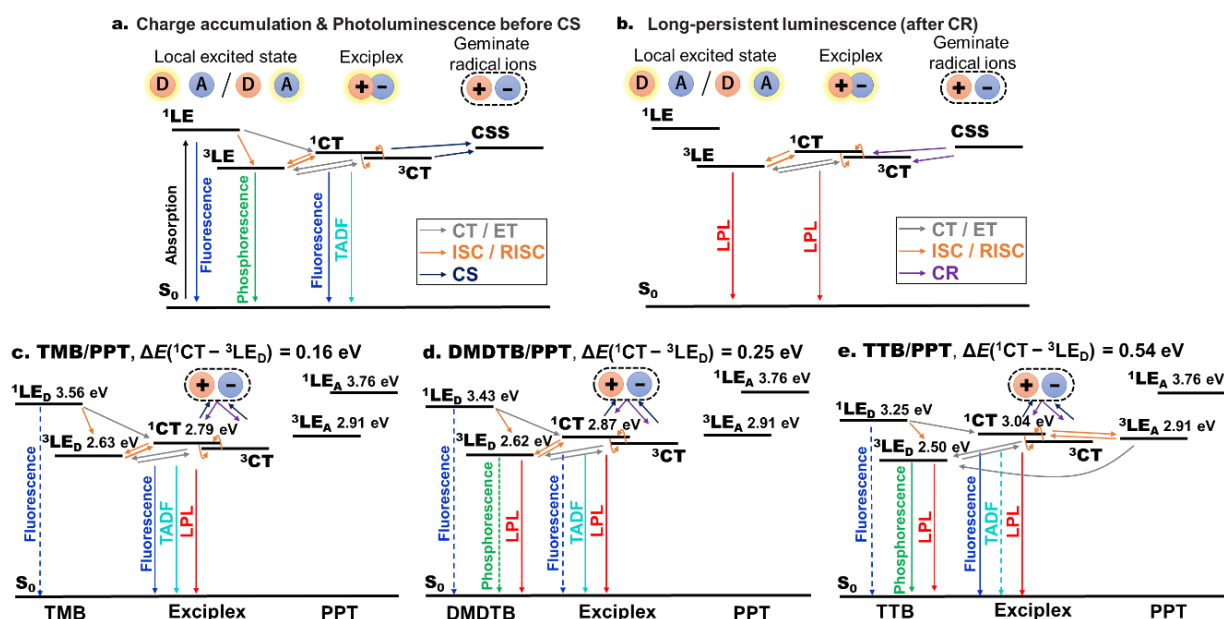 a. Charge accumulation & Photoluminescence before CS
Local excited state
Exciplex
Geminate
radical ions
D A / D A
+ −
+ −
¹LE
³LE
¹CT
³CT
CSS
Absorption
Fluorescence
Phosphorescence
Fluorescence
TADF
CT / ET
ISC / RISC
CS
S₀
b. Long-persistent luminescence (after CR)
Local excited state
Exciplex
Geminate
radical ions
D A / D A
+ −
+ −
¹LE
³LE
¹CT
³CT
CSS
LPL
LPL
CT / ET
ISC / RISC
CR
S₀
c. TMB/PPT, ΔE(¹CT − ³LE_D) = 0.16 eV
+ −
¹LE_D 3.56 eV
¹LE_A 3.76 eV
³LE_D 2.63 eV
¹CT 2.79 eV
³CT
³LE_A 2.91 eV
Fluorescence
Fluorescence
TADF
LPL
S₀
TMB Exciplex PPT
d. DMDTB/PPT, ΔE(¹CT − ³LE_D) = 0.25 eV
+ −
¹LE_D 3.43 eV
¹LE_A 3.76 eV
³LE_D 2.62 eV
¹CT 2.87 eV
³CT
³LE_A 2.91 eV
Fluorescence
Phosphorescence
LPL
Fluorescence
TADF
LPL
S₀
DMDTB Exciplex PPT
e. TTB/PPT, ΔE(¹CT − ³LE_D) = 0.54 eV
+ −
¹LE_D 3.25 eV
¹LE_A 3.76 eV
³LE_D 2.50 eV
¹CT 3.04 eV
³CT
³LE_A 2.91 eV
Fluorescence
Phosphorescence
LPL
Fluorescence
TADF
LPL
S₀
TTB Exciplex PPT